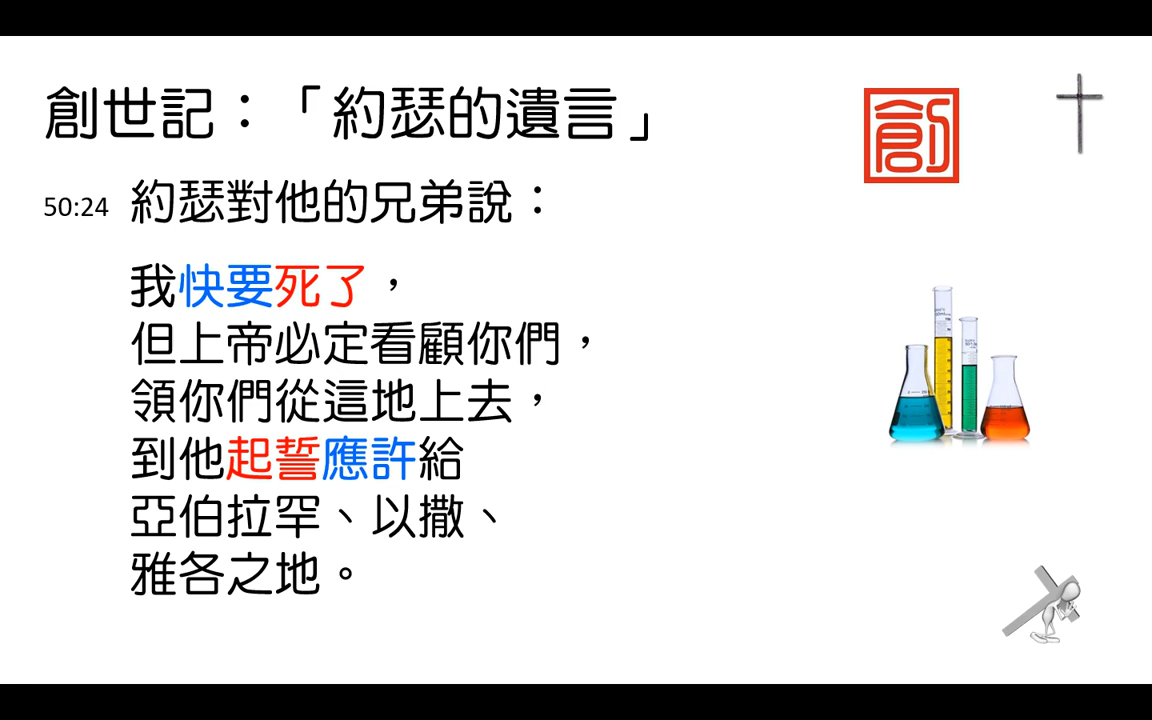 創世記：「約瑟的遺言」
創
50:24 約瑟對他的兄弟說：
我快要死了，
但上帝必定看顧你們，
領你們從這地上去，
到他起誓應許給
亞伯拉罕、以撒、
雅各之地。